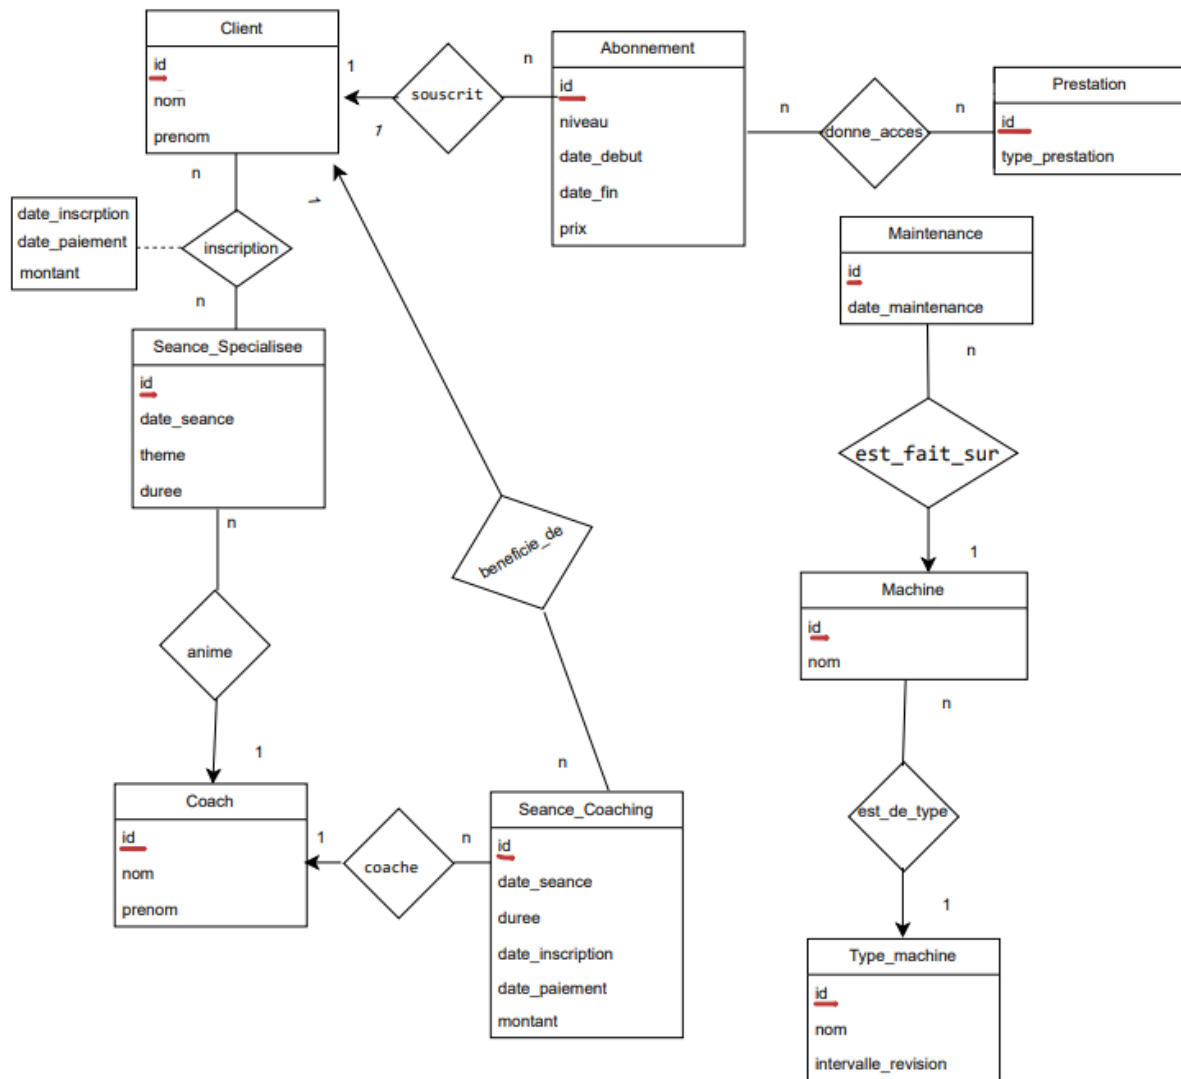 Client
id
nom
prenom
1
1
souscrit
n
Abonnement
id
niveau
date_debut
date_fin
prix
n
donne_acces
n
Prestation
id
type_prestation
n
date_inscrption
date_paiement
montant
inscription
n
1
Seance_Specialisee
id
date_seance
theme
duree
n
anime
1
Coach
id
nom
prenom
1
coache
n
beneficie_de
n
Seance_Coaching
id
date_seance
duree
date_inscription
date_paiement
montant
Maintenance
id
date_maintenance
n
est_fait_sur
1
Machine
id
nom
n
est_de_type
1
Type_machine
id
nom
intervalle_revision